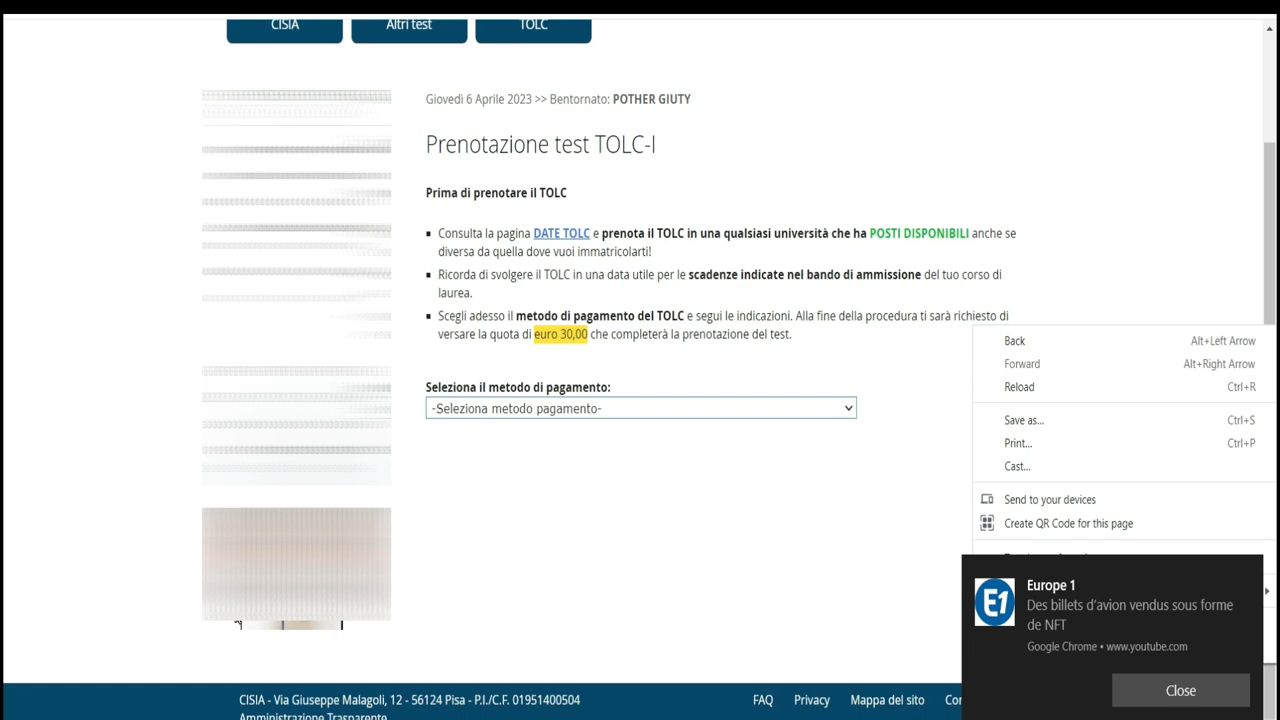 CISIA
Altri test
TOLC
Giovedì 6 Aprile 2023 >> Bentornato: POTHER GIUTY
Prenotazione test TOLC-I
Prima di prenotare il TOLC
Consulta la pagina DATE TOLC e prenota il TOLC in una qualsiasi università che ha POSTI DISPONIBILI anche se
diversa da quella dove vuoi immatricolarti!
Ricorda di svolgere il TOLC in una data utile per le scadenze indicate nel bando di ammissione del tuo corso di
laurea.
Scegli adesso il metodo di pagamento del TOLC e segui le indicazioni. Alla fine della procedura ti sarà richiesto di
versare la quota di euro 30,00 che completerà la prenotazione del test.
Seleziona il metodo di pagamento:
-Seleziona metodo pagamento-
Back Alt+Left Arrow
Forward Alt+Right Arrow
Reload Ctrl+R
Save as... Ctrl+S
Print... Ctrl+P
Cast...
Send to your devices
Create QR Code for this page
E1
Europe 1
Des billets d'avion vendus sous forme
de NFT
Google Chrome • www.youtube.com
Close
CISIA - Via Giuseppe Malagoli, 12 - 56124 Pisa - P.I./C.F. 01951400504
FAQ Privacy Mappa del sito
Amministrazione Trasparente